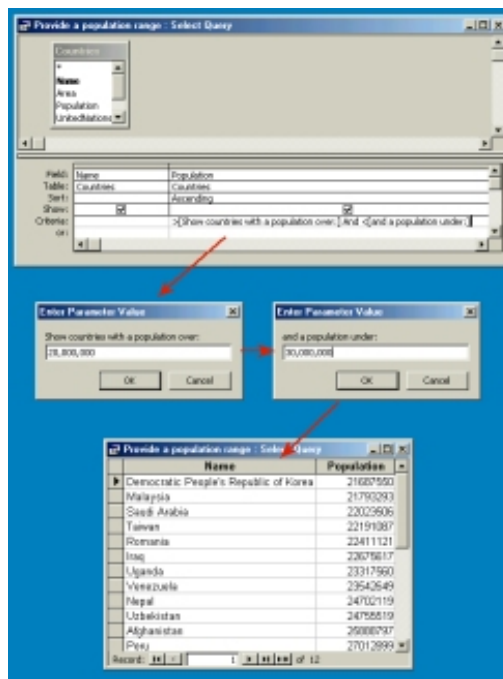 Provide a population range : Select Query
Countries
*
Name
Area
Population
UnitedNations
Field: Name Population
Table: Countries Countries
Sort: Ascending
Show:
Criteria: >[Show countries with a population over:] And <[and a population under:]
or:
Enter Parameter Value
Show countries with a population over:
20,000,000
OK Cancel
Enter Parameter Value
and a population under:
30,000,000
OK Cancel
Provide a population range : Select Query
Name Population
Democratic People's Republic of Korea 21687550
Malaysia 21793293
Saudi Arabia 22023506
Taiwan 22191087
Romania 22411121
Iraq 22675617
Uganda 23317560
Venezuela 23542649
Nepal 24702119
Uzbekistan 24755519
Afghanistan
Peru 27012899
Record: 1 of 12